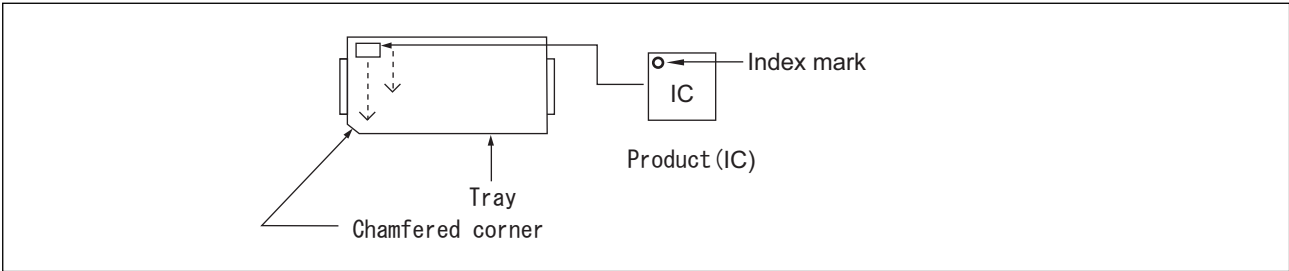 Index mark
IC
Product(IC)
Tray
Chamfered corner